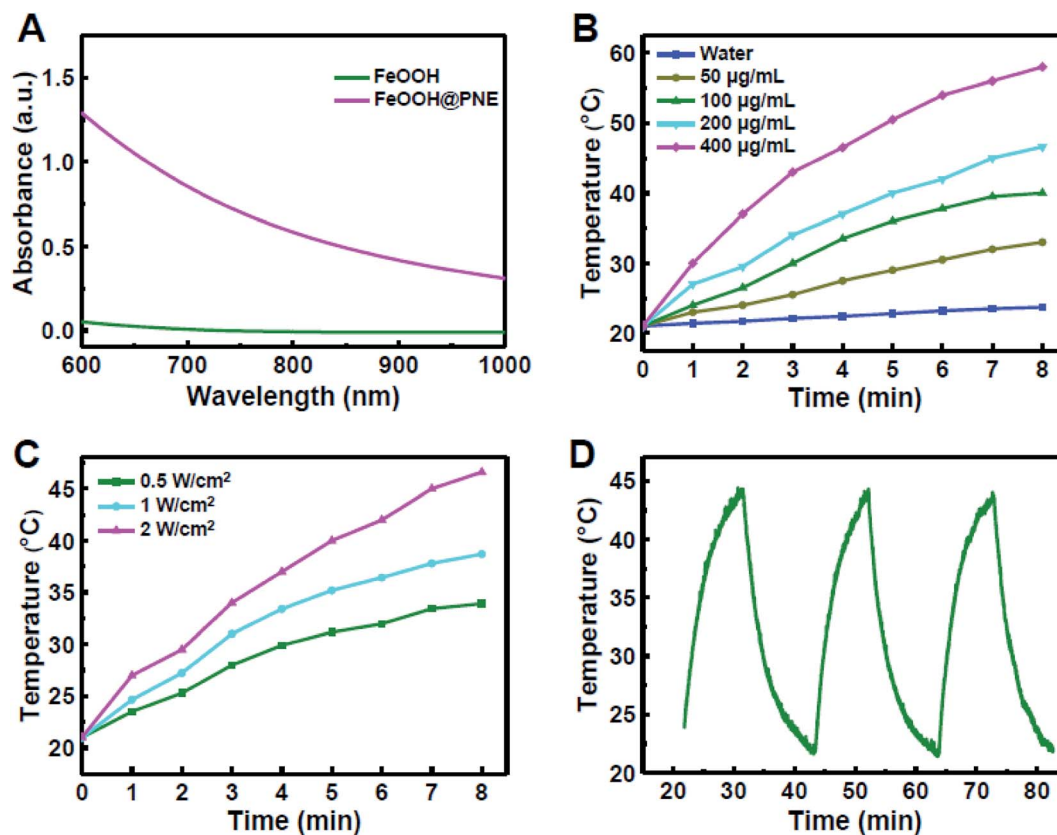 A
Absorbance (a.u.)
1.5
1.0
0.5
0.0
FeOOH
FeOOH@PNE
600 700 800 900 1000
Wavelength (nm)
B
Temperature (°C)
60
50
40
30
20
Water
50 µg/mL
100 µg/mL
200 µg/mL
400 µg/mL
0 1 2 3 4 5 6 7 8
Time (min)
C
Temperature (°C)
45
40
35
30
25
20
0.5 W/cm²
1 W/cm²
2 W/cm²
0 1 2 3 4 5 6 7 8
Time (min)
D
Temperature (°C)
45
40
35
30
25
20
20 30 40 50 60 70 80
Time (min)